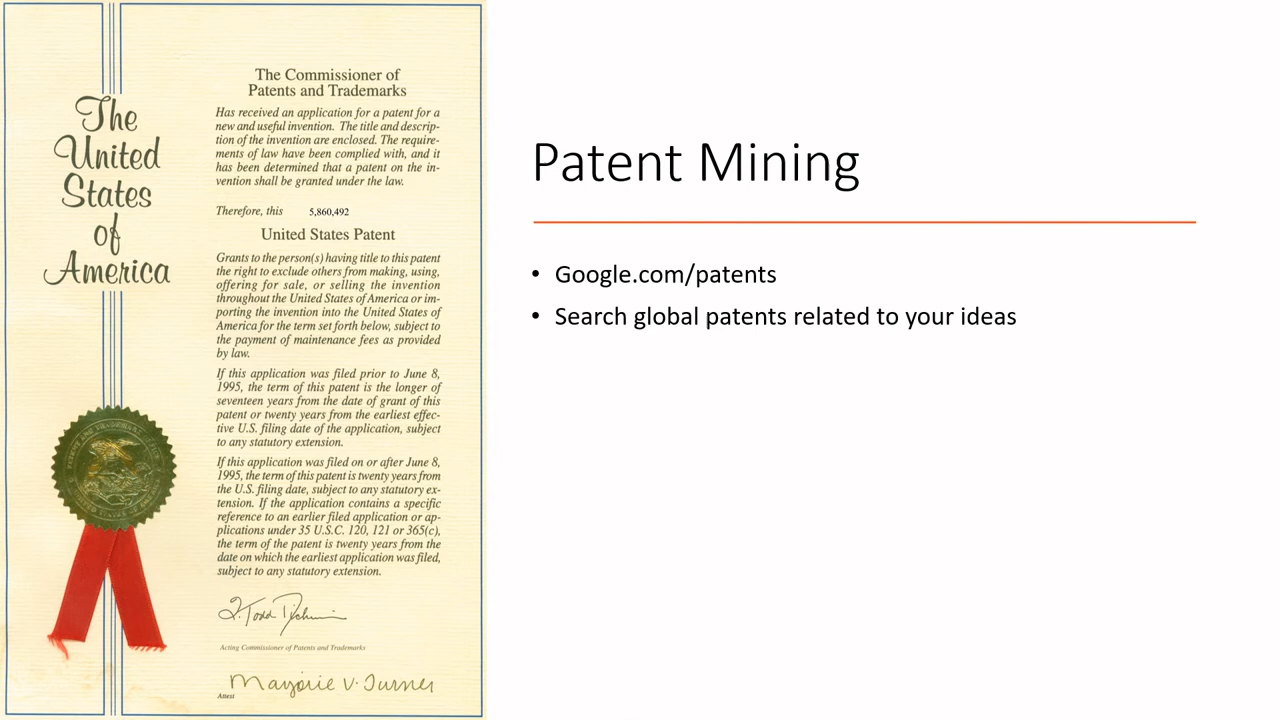 The
United
States
of
America
The Commissioner of
Patents and Trademarks
Has received an application for a patent for a
new and useful invention. The title and descrip-
tion of the invention are enclosed. The require-
ments of law have been complied with, and it
has been determined that a patent on the in-
vention shall be granted under the law.
Therefore, this 5,860,492
United States Patent
Grants to the person(s) having title to this patent
the right to exclude others from making, using,
offering for sale, or selling the invention
throughout the United States of America or im-
porting the invention into the United States of
America for the term set forth below, subject to
the payment of maintenance fees as provided
by law.
If this application was filed prior to June 8,
1995, the term of this patent is the longer of
seventeen years from the date of grant of this
patent or twenty years from the earliest effec-
tive U.S. filing date of the application, subject
to any statutory extension.
If this application was filed on or after June 8,
1995, the term of this patent is twenty years from
the U.S. filing date, subject to any statutory ex-
tension. If the application contains a specific
reference to an earlier filed application or ap-
plications under 35 U.S.C. 120, 121 or 365(c),
the term of the patent is twenty years from the
date on which the earliest application was filed,
subject to any statutory extension.
Acting Commissioner of Patents and Trademarks
Marjorie V. Turner
Attest
Patent Mining
• Google.com/patents
• Search global patents related to your ideas